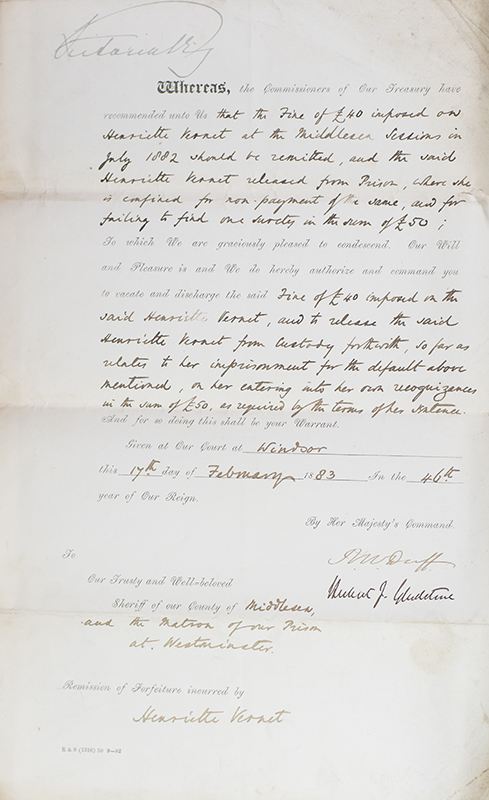 Victoria R
Whereas, the Commissioners of Our Treasury have
recommended unto Us that the Fine of £40 imposed on
Henriette Vernet at the Middlesex Sessions in
July 1882 should be remitted, and the said
Henriette Vernet released from Prison, where she
is confined for non-payment of the same, and for
failing to find one surety in the sum of £50;
To which We are graciously pleased to condescend. Our Will
and Pleasure is and We do hereby authorize and command you
to vacate and discharge the said Fine of £40 imposed on the
said Henriette Vernet, and to release the said
Henriette Vernet from Custody forthwith, so far as
relates to her imprisonment for the default above
mentioned, on her entering into her own recognizances
in the sum of £50, as required by the terms of her sentence.
And for so doing this shall be your Warrant.
Given at Our Court at Windsor
this 17th day of February 1883 . In the 46th
year of Our Reign.
By Her Majesty's Command.
R W Duff
To
Herbert J. Gladstone
Our Trusty and Well-beloved
Sheriff of our County of Middlesex,
and the Matron of our Prison
at Westminster.
Remission of Forfeiture incurred by
Henriette Vernet
E & S (1316) 50 9—82